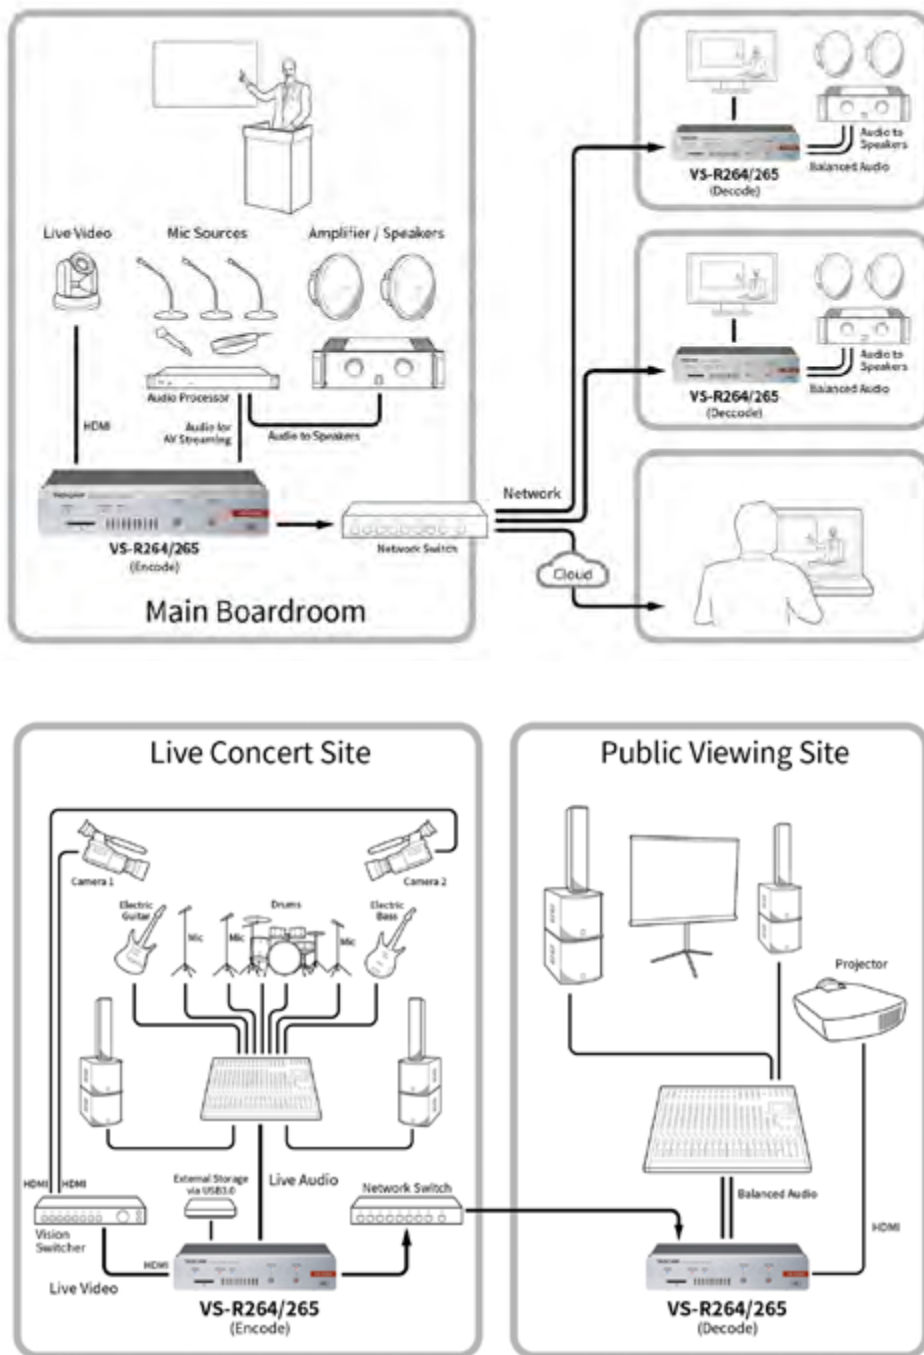 Live Video
Mic Sources
Amplifier / Speakers
Audio Processor
HDMI
Audio for
AV Streaming
Audio to Speakers
VS-R264/265
(Encode)
Network Switch
Main Boardroom
Network
Cloud
VS-R264/265
(Decode)
Audio to
Speakers
Balanced Audio
VS-R264/265
(Deccode)
Audio to
Speakers
Balanced Audio
Live Concert Site
Camera 1
Camera 2
Electric
Guitar
Mic
Mic
Drums
Mic
Electric
Bass
HDMI
HDMI
Vision
Switcher
External Storage
via USB3.0
Live Audio
Network Switch
HDMI
Live Video
VS-R264/265
(Encode)
Public Viewing Site
Projector
Balanced Audio
HDMI
VS-R264/265
(Decode)